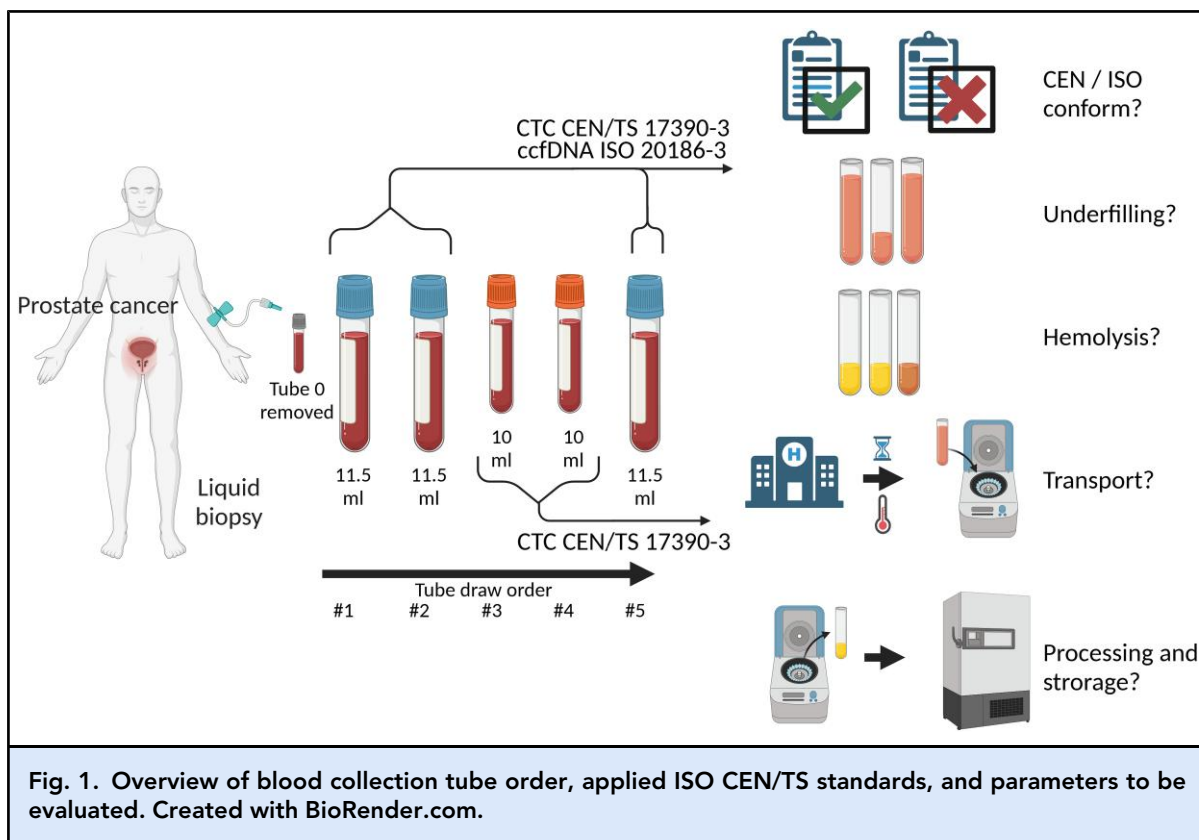 CTC CEN/TS 17390-3
ccfDNA ISO 20186-3
CEN / ISO
conform?
Underfilling?
Prostate cancer
Tube 0
removed
Hemolysis?
11.5
ml
11.5
ml
10
ml
10
ml
11.5
ml
Liquid
biopsy
H
Transport?
CTC CEN/TS 17390-3
Tube draw order
#1 #2 #3 #4 #5
Processing and
strorage?
Fig. 1. Overview of blood collection tube order, applied ISO CEN/TS standards, and parameters to be
evaluated. Created with BioRender.com.